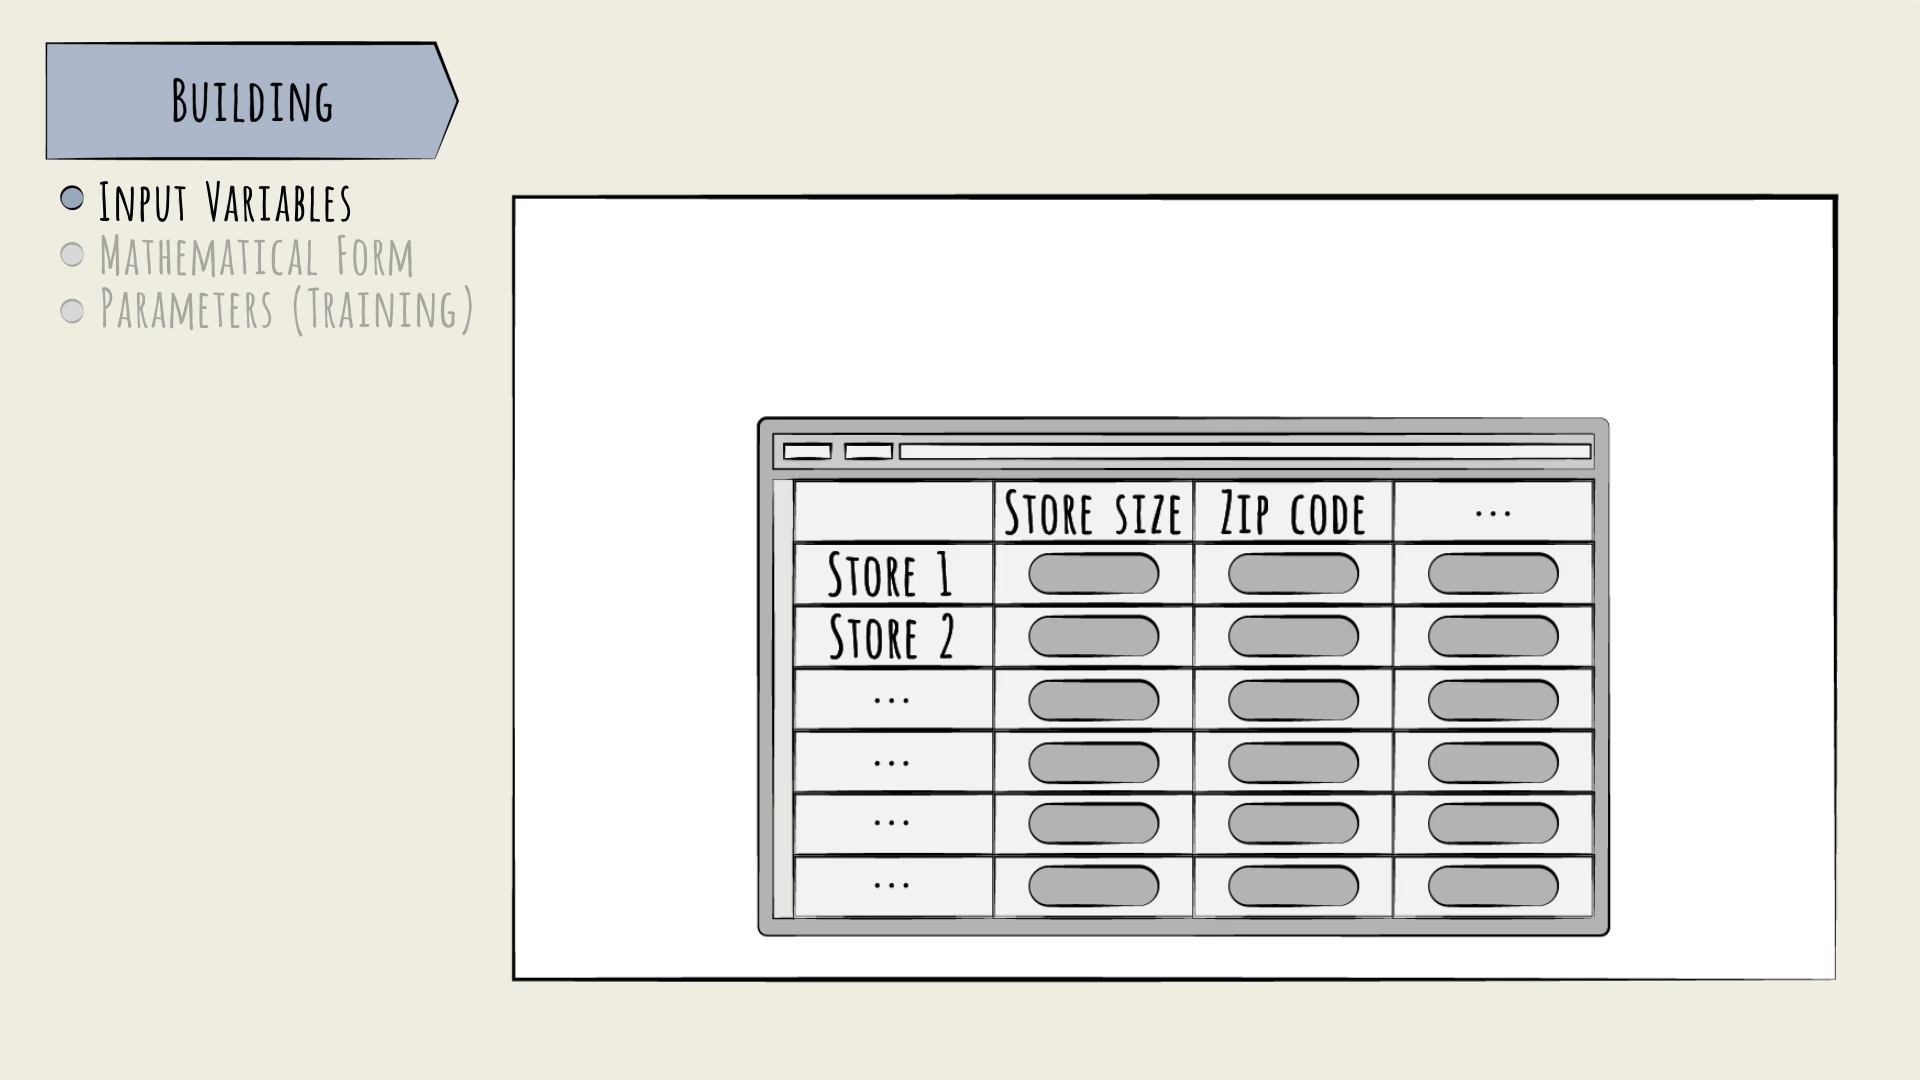 Building
Input Variables
Mathematical Form
Parameters (Training)
Store size Zip code ...
Store 1
Store 2
...
...
...
...